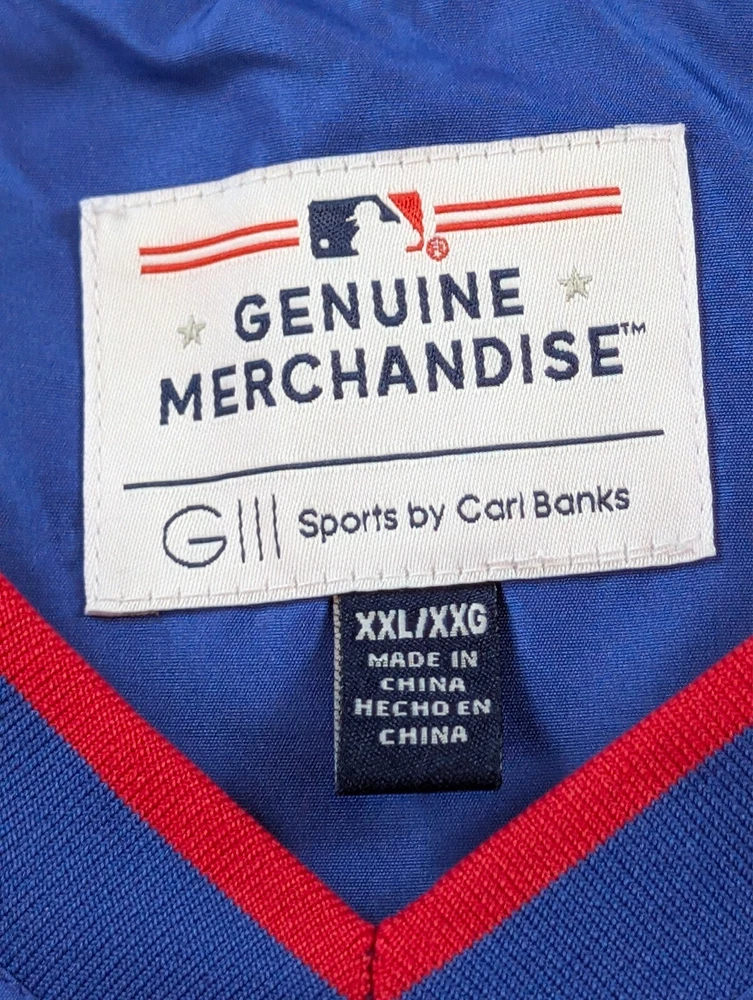 ®
GENUINE
MERCHANDISE™
GIII Sports by Carl Banks
XXL/XXG
MADE IN
CHINA
HECHO EN
CHINA